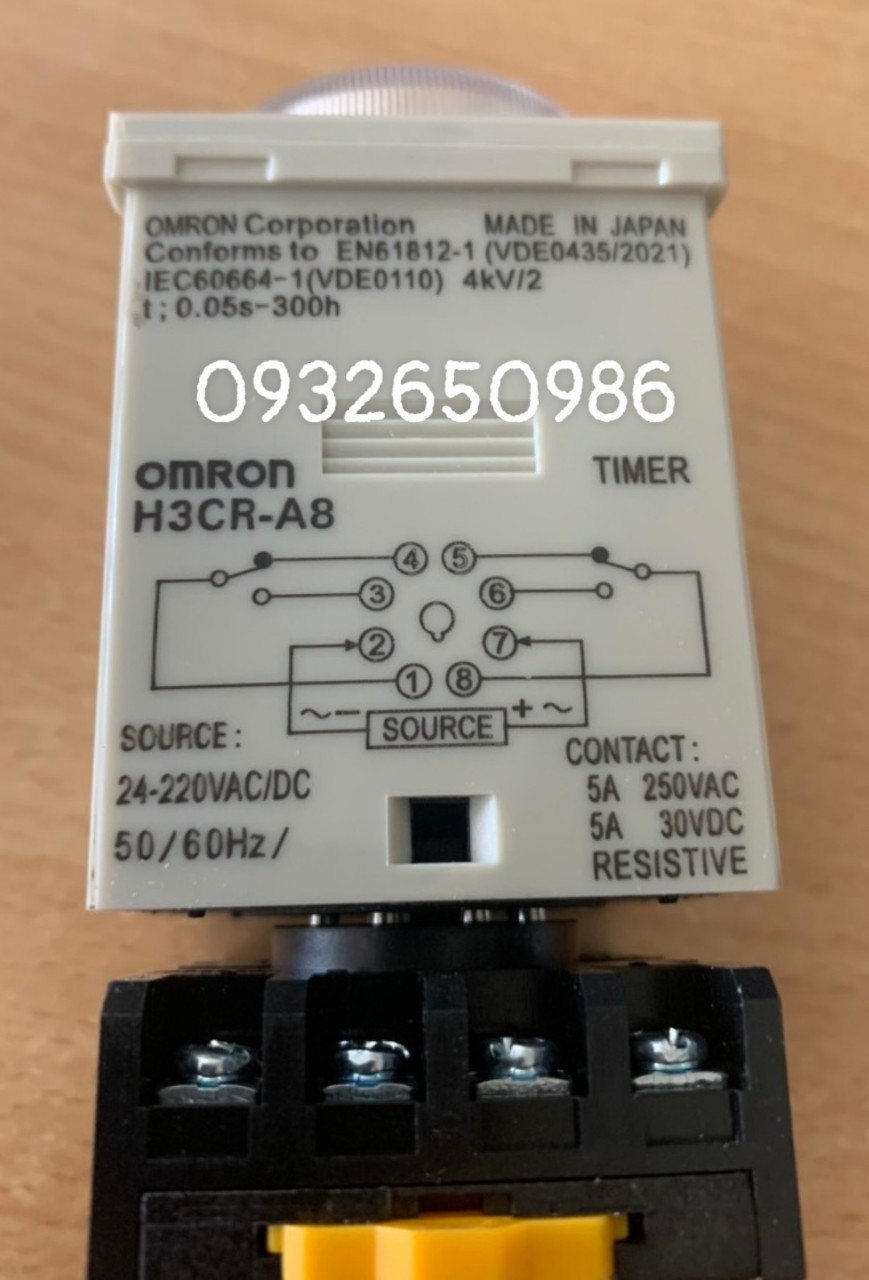 OMRON Corporation MADE IN JAPAN
Conforms to EN61812-1 (VDE0435/2021)
IEC60664-1(VDE0110) 4kV/2
t ; 0.05s-300h
0932650986
OMRON TIMER
H3CR-A8
4 5
3 6
2 7
1 8
~− SOURCE +~
SOURCE :
24-220VAC/DC
50/60Hz/
CONTACT :
5A 250VAC
5A 30VDC
RESISTIVE